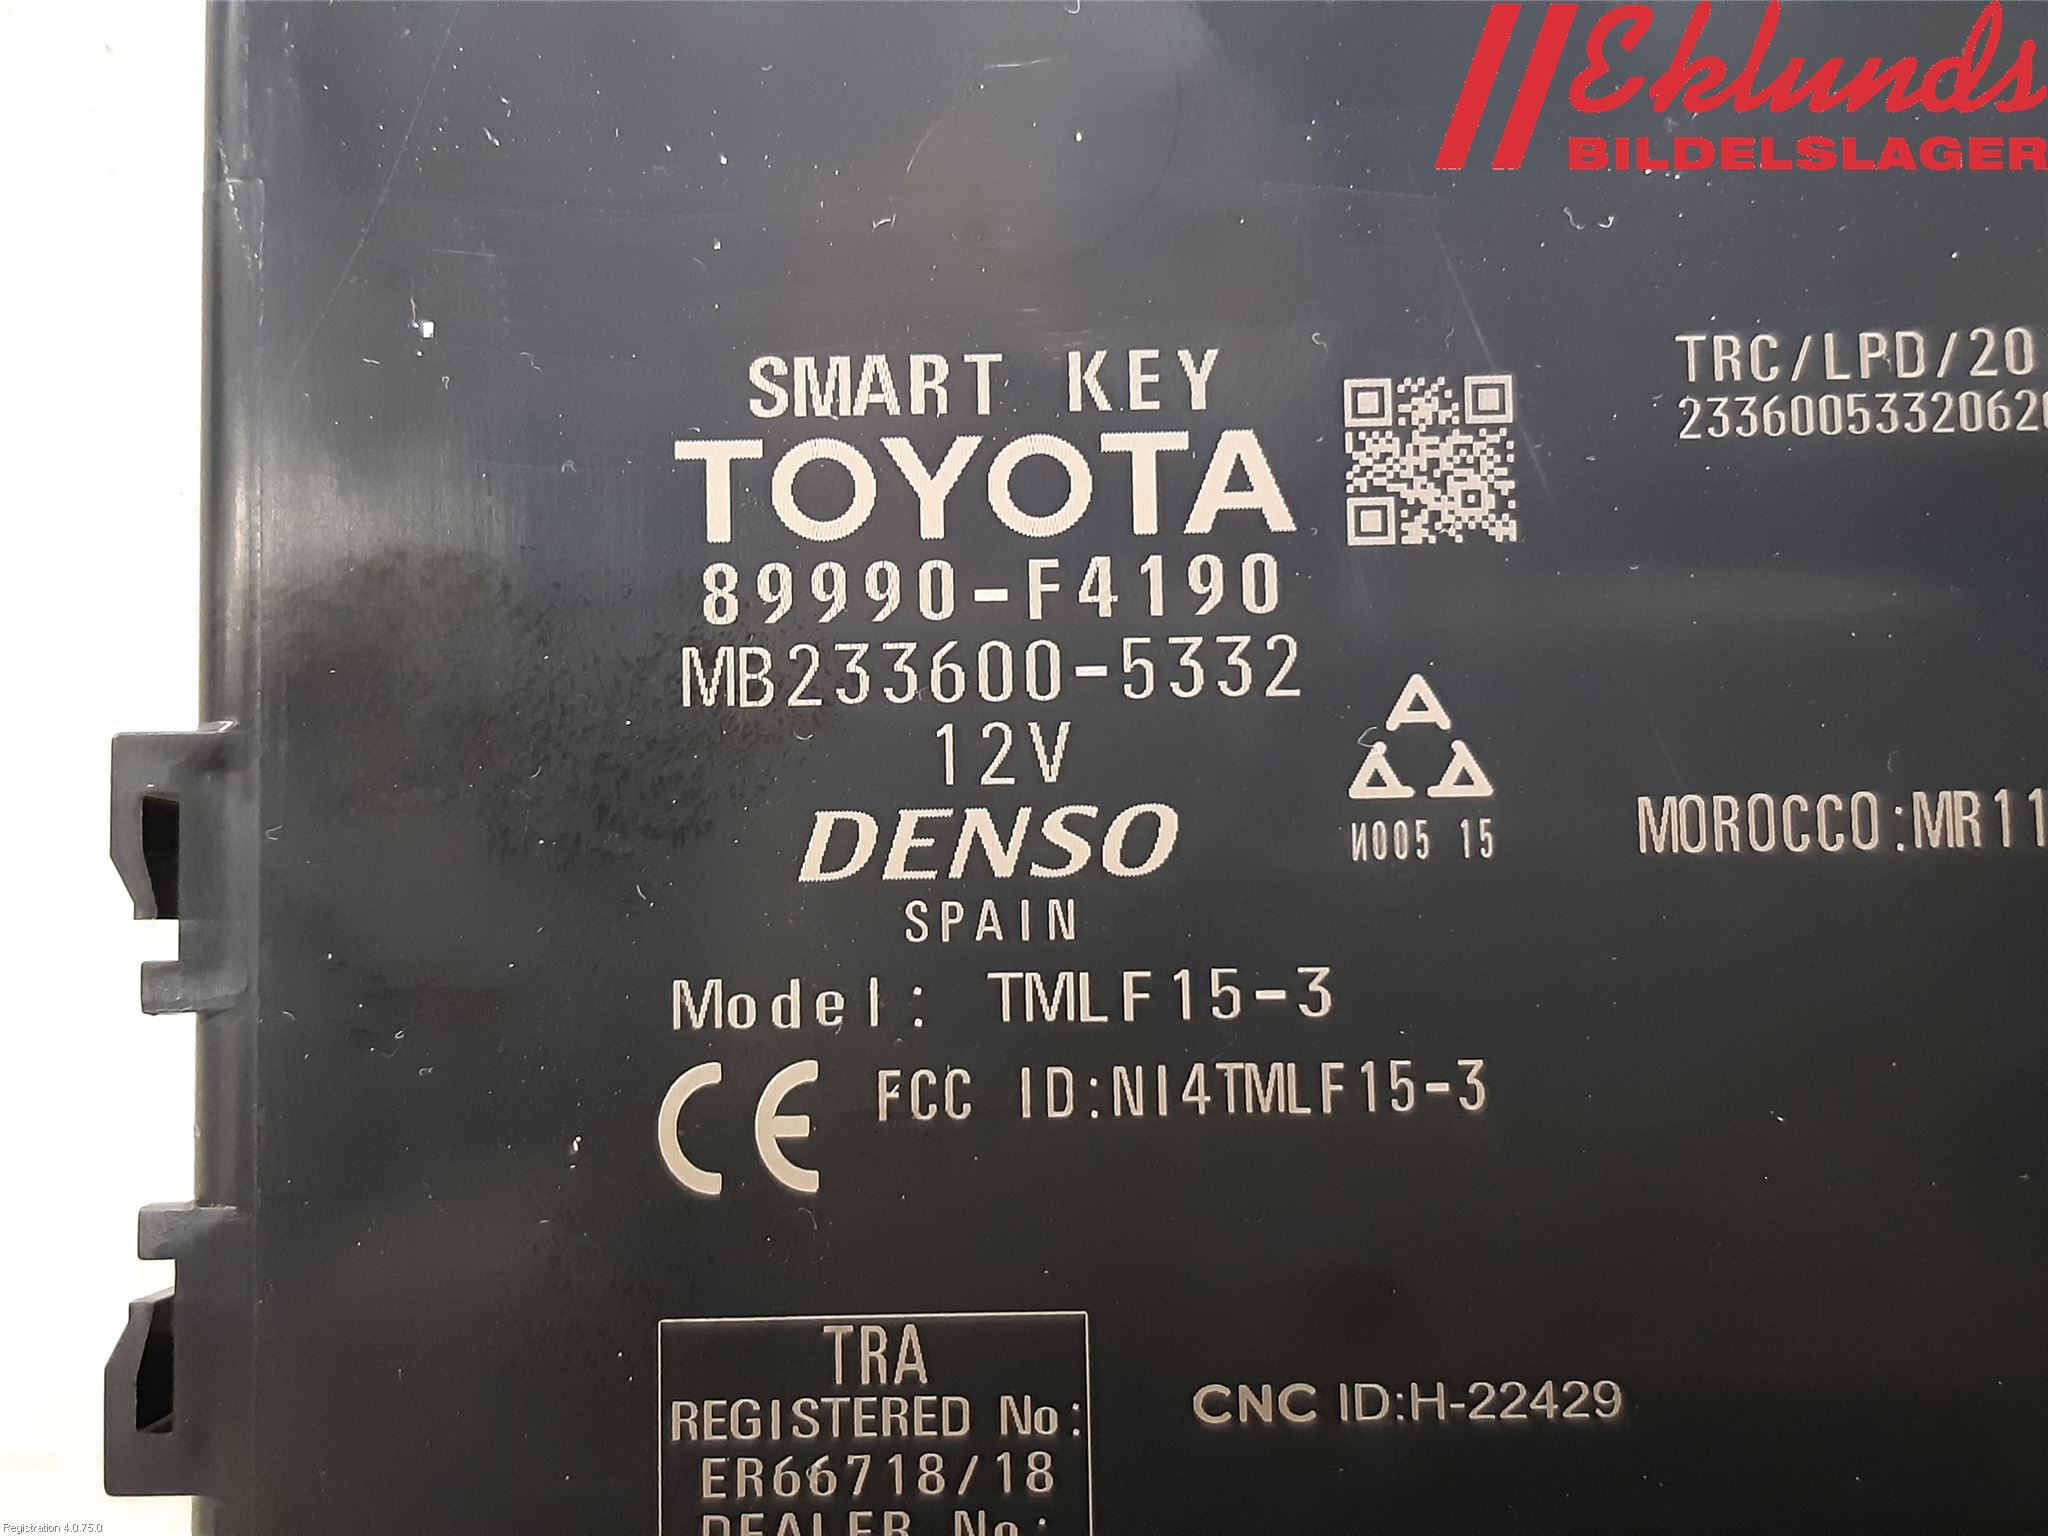 Eklunds
BILDELSLAGER
SMART KEY
TOYOTA
89990-F4190
MB233600-5332
12V
DENSO
SPAIN
Model: TMLF15-3
CE FCC ID:NI4TMLF15-3
TRC/LPD/20
23360053320620
И005 15
MOROCCO:MR11
TRA
REGISTERED No:
ER66718/18
DEALER No:
CNC ID:H-22429
Registration 4.0.75.0